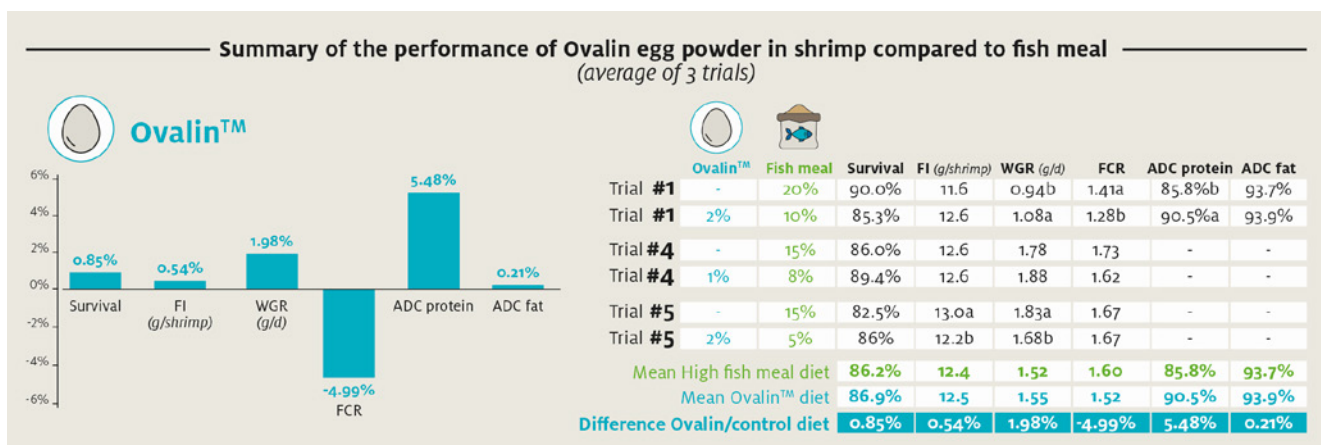 Summary of the performance of Ovalin egg powder in shrimp compared to fish meal
(average of 3 trials)
Ovalin™
6%
4%
2%
0%
-2%
-4%
-6%
0.85%
Survival
0.54%
FI
(g/shrimp)
1.98%
WGR
(g/d)
-4.99%
FCR
5.48%
ADC protein
0.21%
ADC fat
Ovalin™ Fish meal Survival FI (g/shrimp) WGR (g/d) FCR ADC protein ADC fat
Trial #1 - 20% 90.0% 11.6 0.94b 1.41a 85.8%b 93.7%
Trial #1 2% 10% 85.3% 12.6 1.08a 1.28b 90.5%a 93.9%
Trial #4 - 15% 86.0% 12.6 1.78 1.73 - -
Trial #4 1% 8% 89.4% 12.6 1.88 1.62 - -
Trial #5 - 15% 82.5% 13.0a 1.83a 1.67 - -
Trial #5 2% 5% 86% 12.2b 1.68b 1.67 - -
Mean High fish meal diet 86.2% 12.4 1.52 1.60 85.8% 93.7%
Mean Ovalin™ diet 86.9% 12.5 1.55 1.52 90.5% 93.9%
Difference Ovalin/control diet 0.85% 0.54% 1.98% -4.99% 5.48% 0.21%